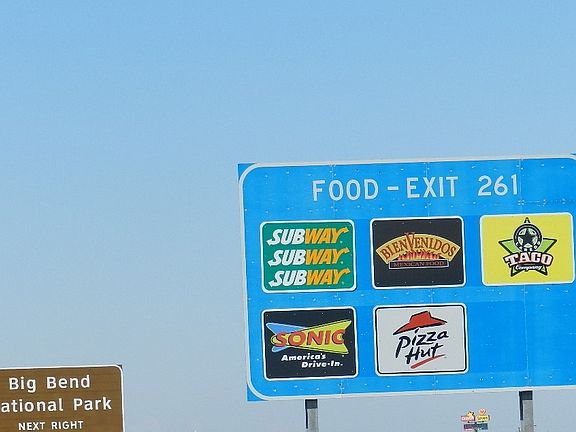 FOOD - EXIT 261
SUBWAY
SUBWAY
SUBWAY
BIENVENIDOS
MEXICAN FOOD
A
TACO
Company
SONIC
America's
Drive-In.
Pizza
Hut
Big Bend
ational Park
NEXT RIGHT